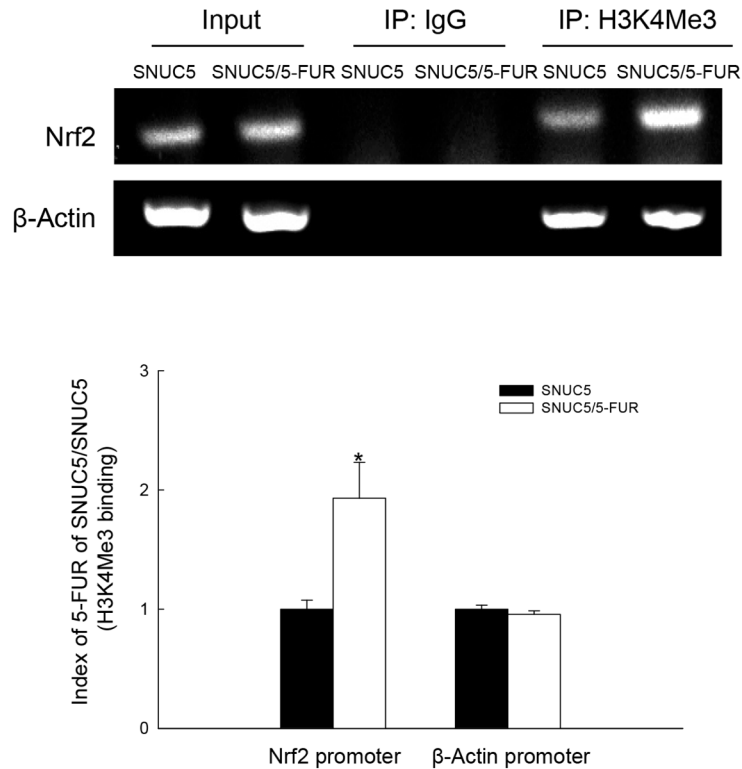 Input IP: IgG IP: H3K4Me3
SNUC5 SNUC5/5-FUR SNUC5 SNUC5/5-FUR SNUC5 SNUC5/5-FUR
Nrf2
β-Actin
Index of 5-FUR of SNUC5/SNUC5
(H3K4Me3 binding)
3
2
1
0
*
SNUC5
SNUC5/5-FUR
Nrf2 promoter β-Actin promoter